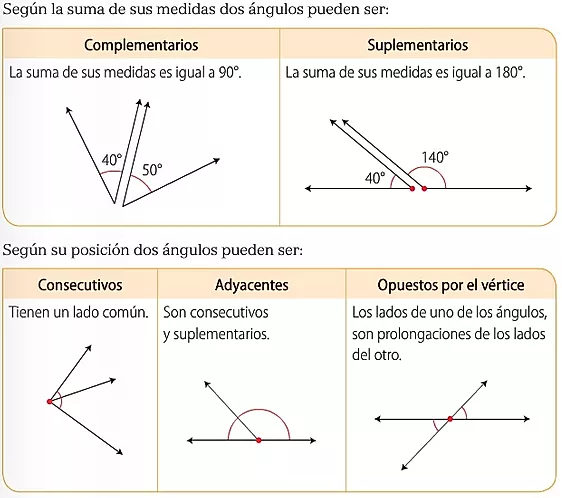 Según la suma de sus medidas dos ángulos pueden ser:
Complementarios
Suplementarios
La suma de sus medidas es igual a 90°.
La suma de sus medidas es igual a 180°.
40°
50°
40°
140°
Según su posición dos ángulos pueden ser:
Consecutivos
Adyacentes
Opuestos por el vértice
Tienen un lado común.
Son consecutivos
y suplementarios.
Los lados de uno de los ángulos,
son prolongaciones de los lados
del otro.